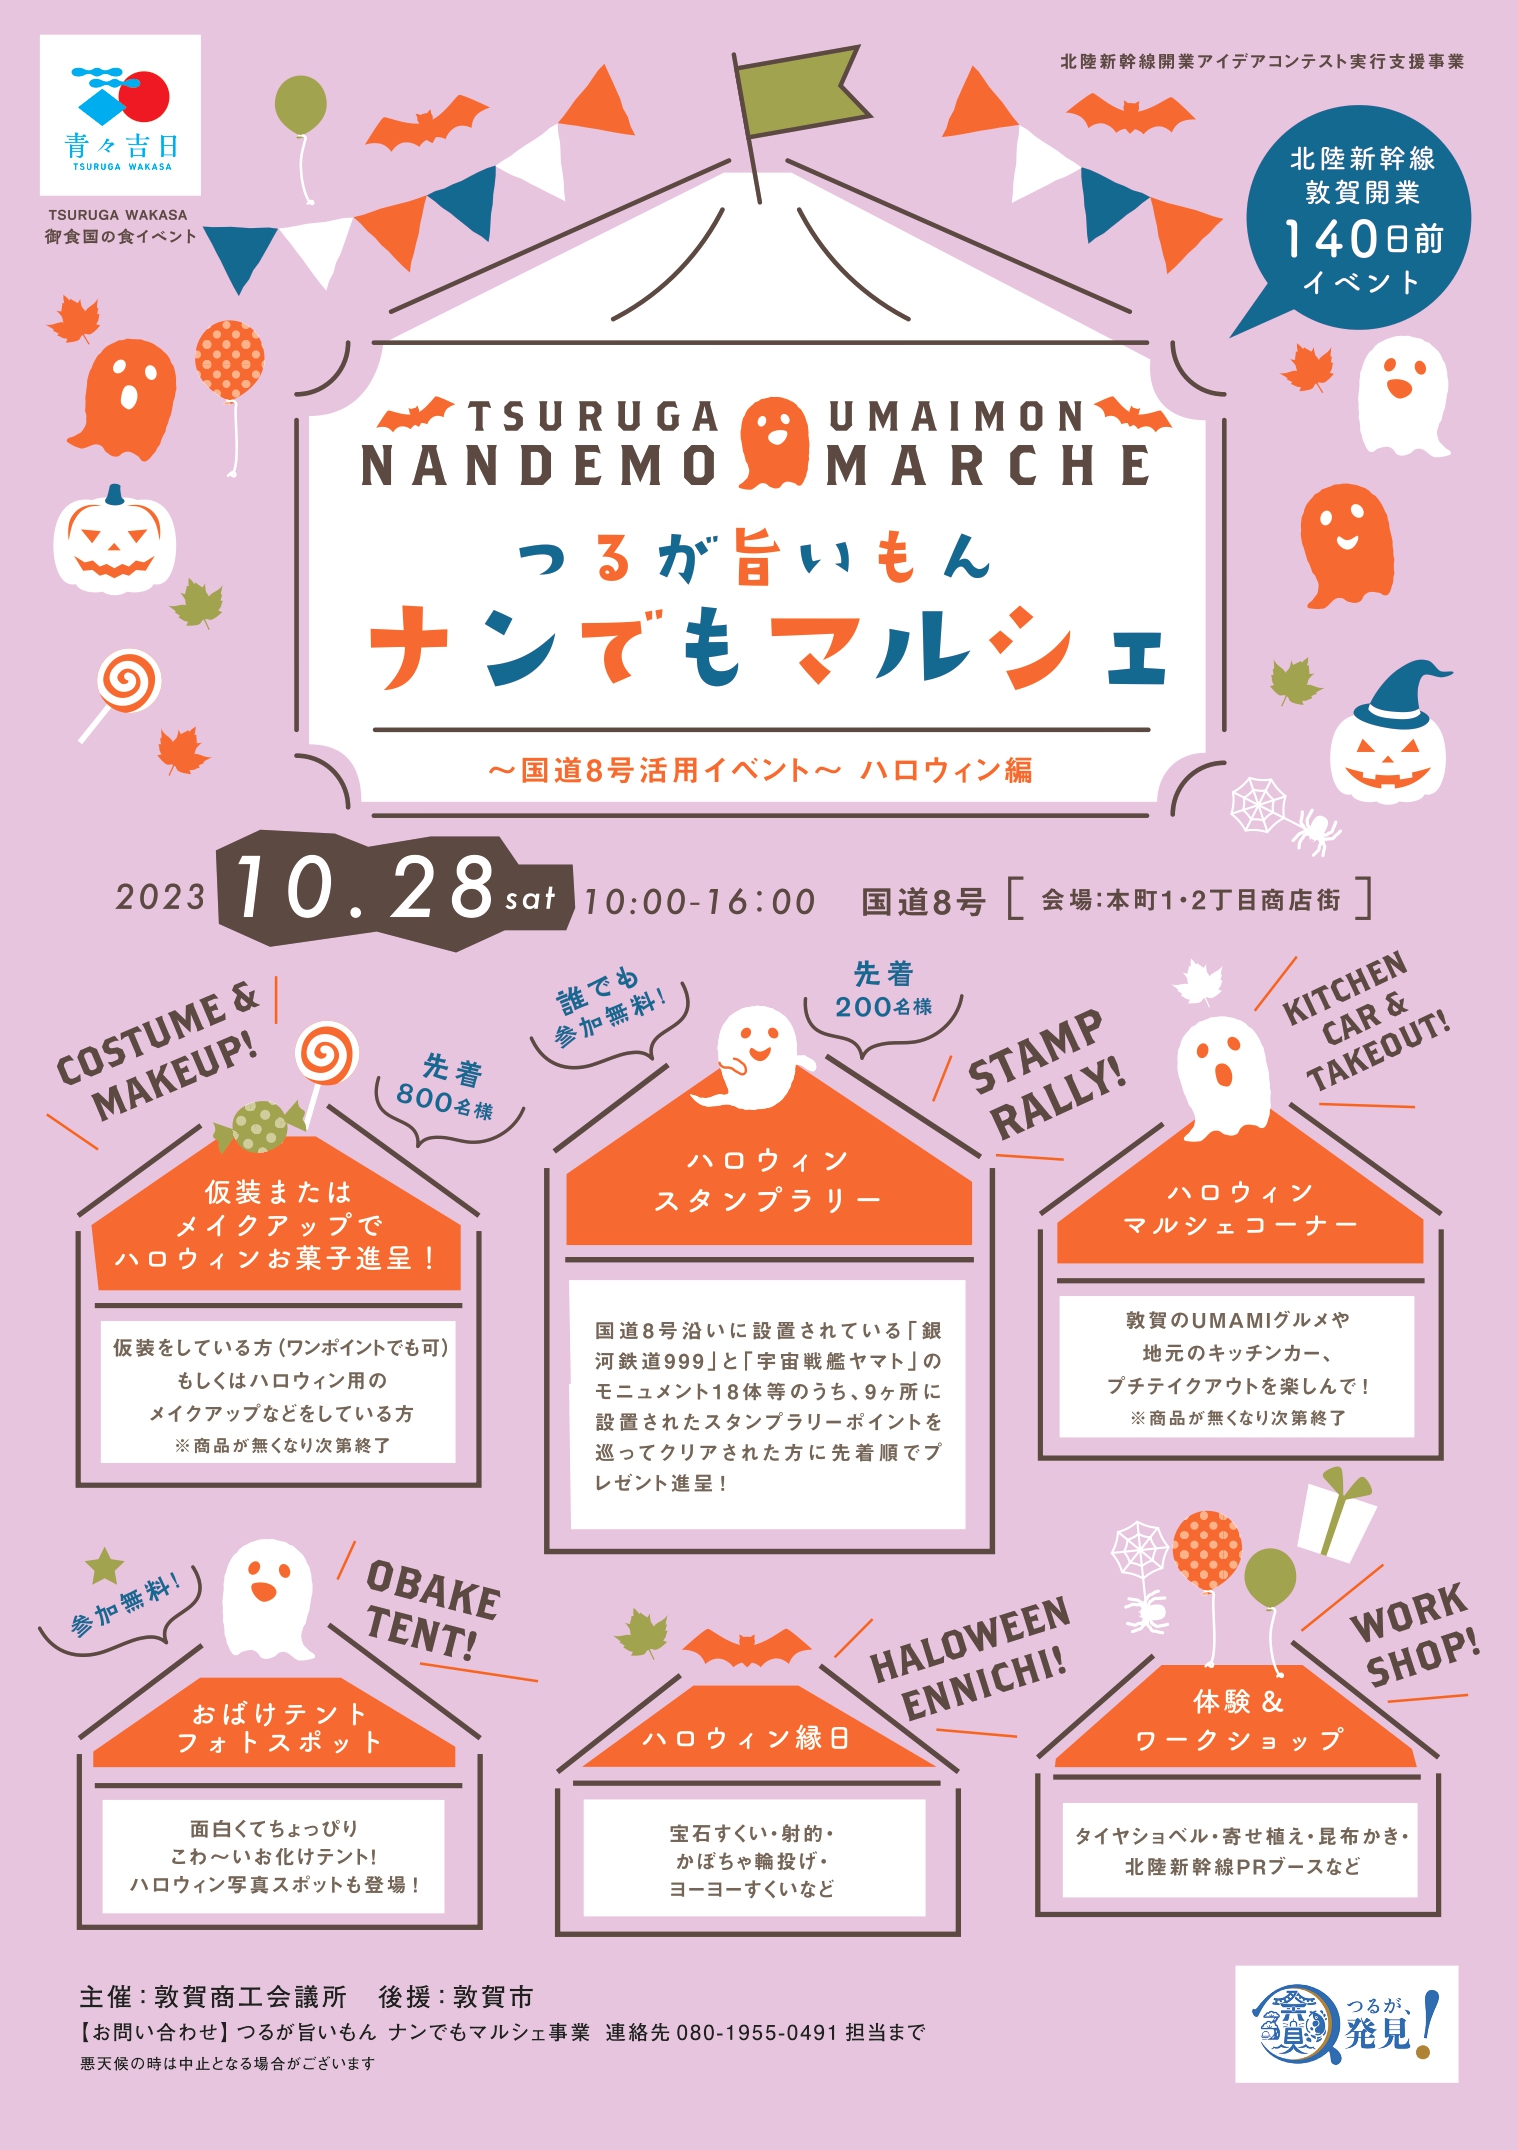 青々吉日
TSURUGA WAKASA
TSURUGA WAKASA
御食国の食イベント
北陸新幹線開業アイデアコンテスト実行支援事業
北陸新幹線
敦賀開業
140日前
イベント
TSURUGA UMAIMON
NANDEMO MARCHE
つるが旨いもん
ナンでもマルシェ
～国道8号活用イベント～ ハロウィン編
2023 10.28 sat 10:00-16:00 国道8号 [会場:本町1・2丁目商店街]
COSTUME &
MAKEUP!
先着
800名様
仮装または
メイクアップで
ハロウィンお菓子進呈!
仮装をしている方(ワンポイントでも可)
もしくはハロウィン用の
メイクアップなどをしている方
※商品が無くなり次第終了
誰でも
参加無料!
先着
200名様
STAMP
RALLY!
ハロウィン
スタンプラリー
国道8号沿いに設置されている「銀
河鉄道999」と「宇宙戦艦ヤマト」の
モニュメント18体等のうち、9ヶ所に
設置されたスタンプラリーポイントを
巡ってクリアされた方に先着順でプ
レゼント進呈!
KITCHEN
CAR &
TAKEOUT!
ハロウィン
マルシェコーナー
敦賀のUMAMIグルメや
地元のキッチンカー、
プチテイクアウトを楽しんで!
※商品が無くなり次第終了
参加無料!
OBAKE
TENT!
おばけテント
フォトスポット
面白くてちょっぴり
こわ〜いお化けテント!
ハロウィン写真スポットも登場!
HALOWEEN
ENNICHI!
ハロウィン縁日
宝石すくい・射的・
かぼちゃ輪投げ・
ヨーヨーすくいなど
WORK
SHOP!
体験 &
ワークショップ
タイヤショベル・寄せ植え・昆布かき・
北陸新幹線PRブースなど
主催:敦賀商工会議所 後援:敦賀市
【お問い合わせ】つるが旨いもん ナンでもマルシェ事業 連絡先 080-1955-0491 担当まで
悪天候の時は中止となる場合がございます
つるが、
発見!